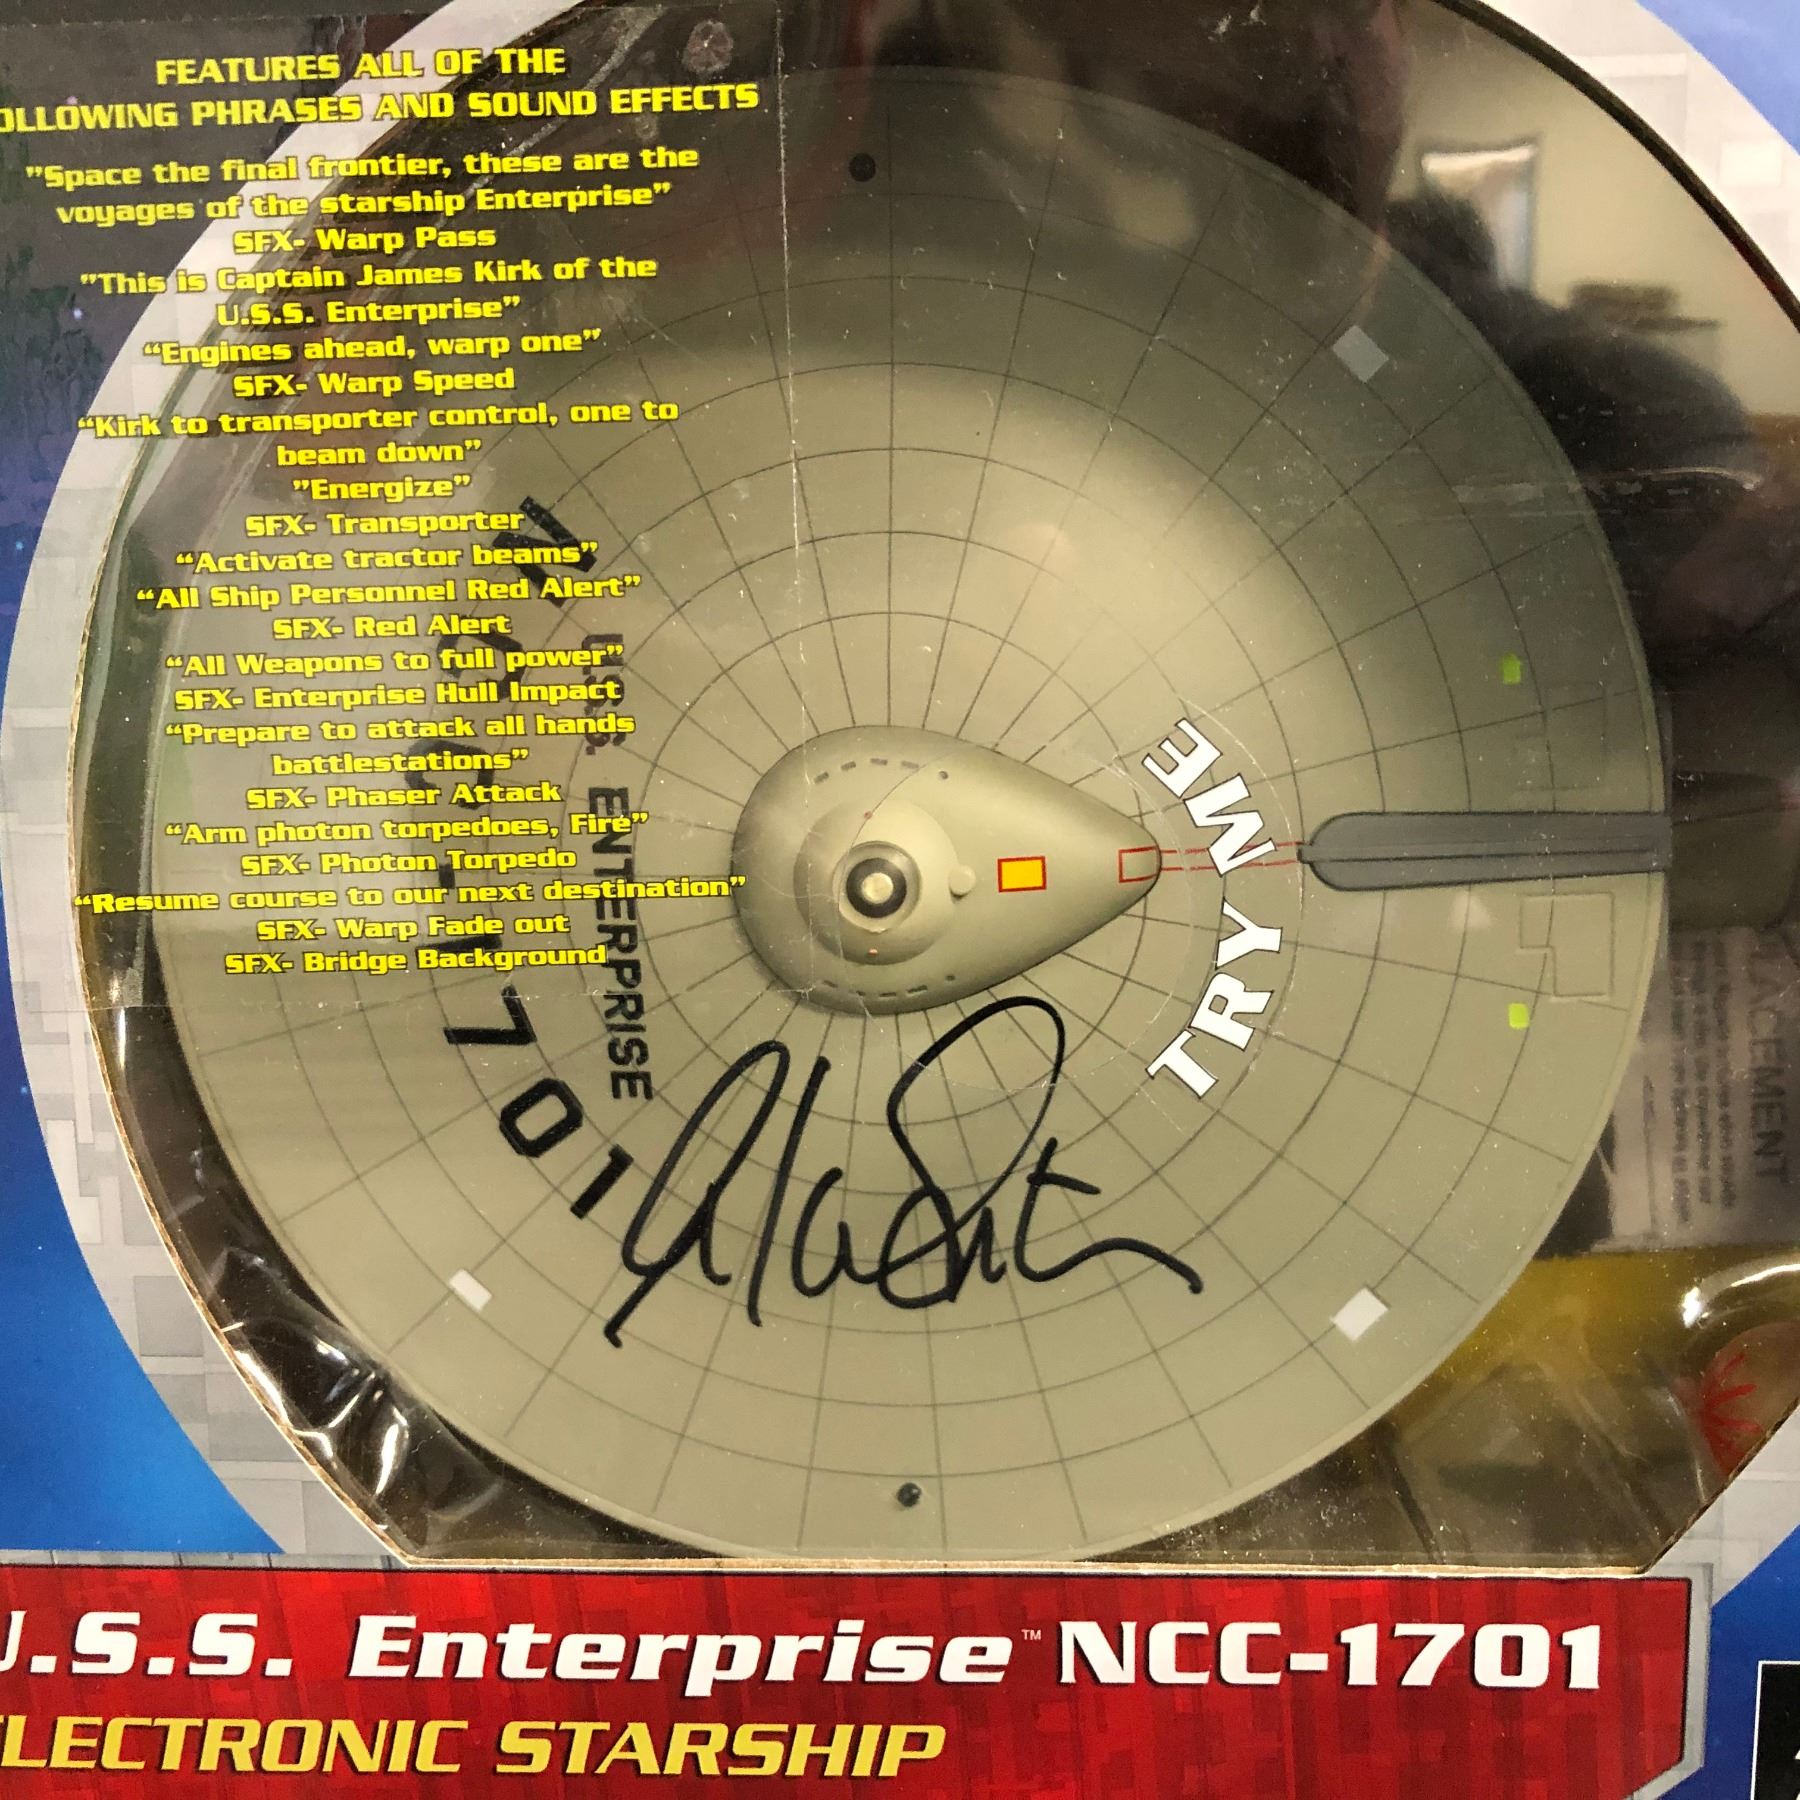 FEATURES ALL OF THE
OLLOWING PHRASES AND SOUND EFFECTS
"Space the final frontier, these are the
voyages of the starship Enterprise"
SFX- Warp Pass
"This is Captain James Kirk of the
U.S.S. Enterprise"
"Engines ahead, warp one"
SFX- Warp Speed
"Kirk to transporter control, one to
beam down"
"Energize"
SFX- Transporter
"Activate tractor beams"
"All Ship Personnel Red Alert"
SFX- Red Alert
"All Weapons to full power"
SFX- Enterprise Hull Impact
"Prepare to attack all hands
battlestations"
SFX- Phaser Attack
"Arm photon torpedoes, Fire"
SFX- Photon Torpedo
"Resume course to our next destination"
SFX- Warp Fade out
SFX- Bridge Background
NCC-1701
U.S.S. ENTERPRISE
TRY ME
ACEMENT
U.S.S. Enterprise™ NCC-1701
LECTRONIC STARSHIP